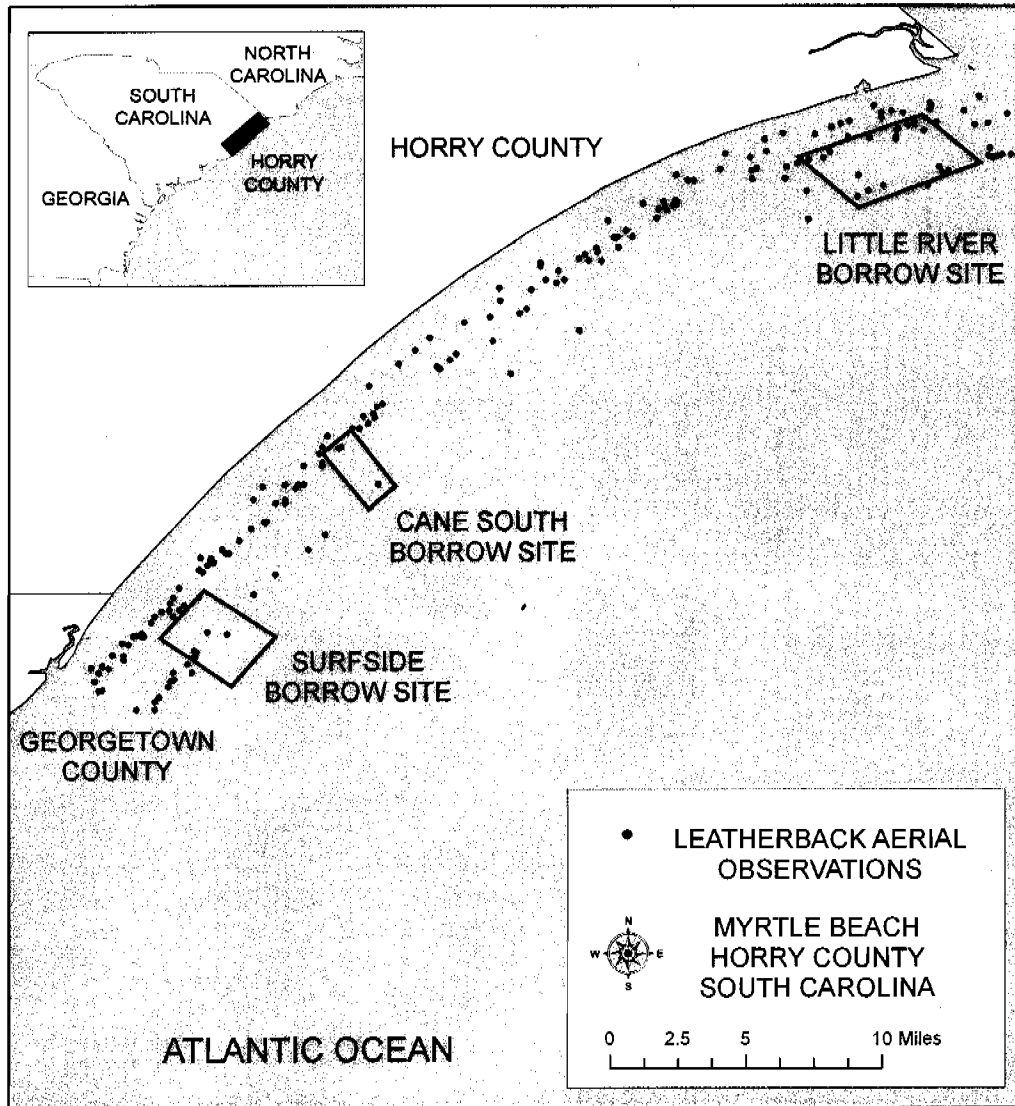 NORTH
CAROLINA
SOUTH
CAROLINA
HORRY
COUNTY
GEORGIA
HORRY COUNTY
LITTLE RIVER
BORROW SITE
CANE SOUTH
BORROW SITE
SURFSIDE
BORROW SITE
GEORGETOWN
COUNTY
LEATHERBACK AERIAL
OBSERVATIONS
N
W E
S
MYRTLE BEACH
HORRY COUNTY
SOUTH CAROLINA
0 2.5 5 10 Miles
ATLANTIC OCEAN